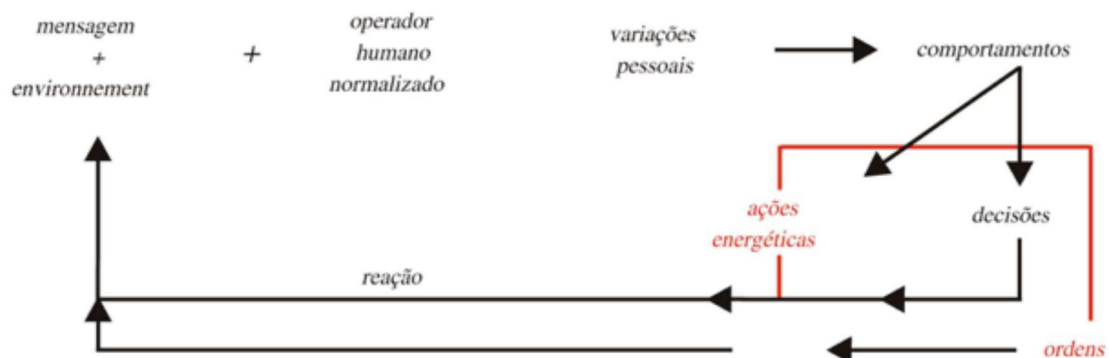 mensagem
+
environnement
+
operador
humano
normalizado
variações
pessoais
comportamentos
ações
energéticas
decisões
reação
ordens